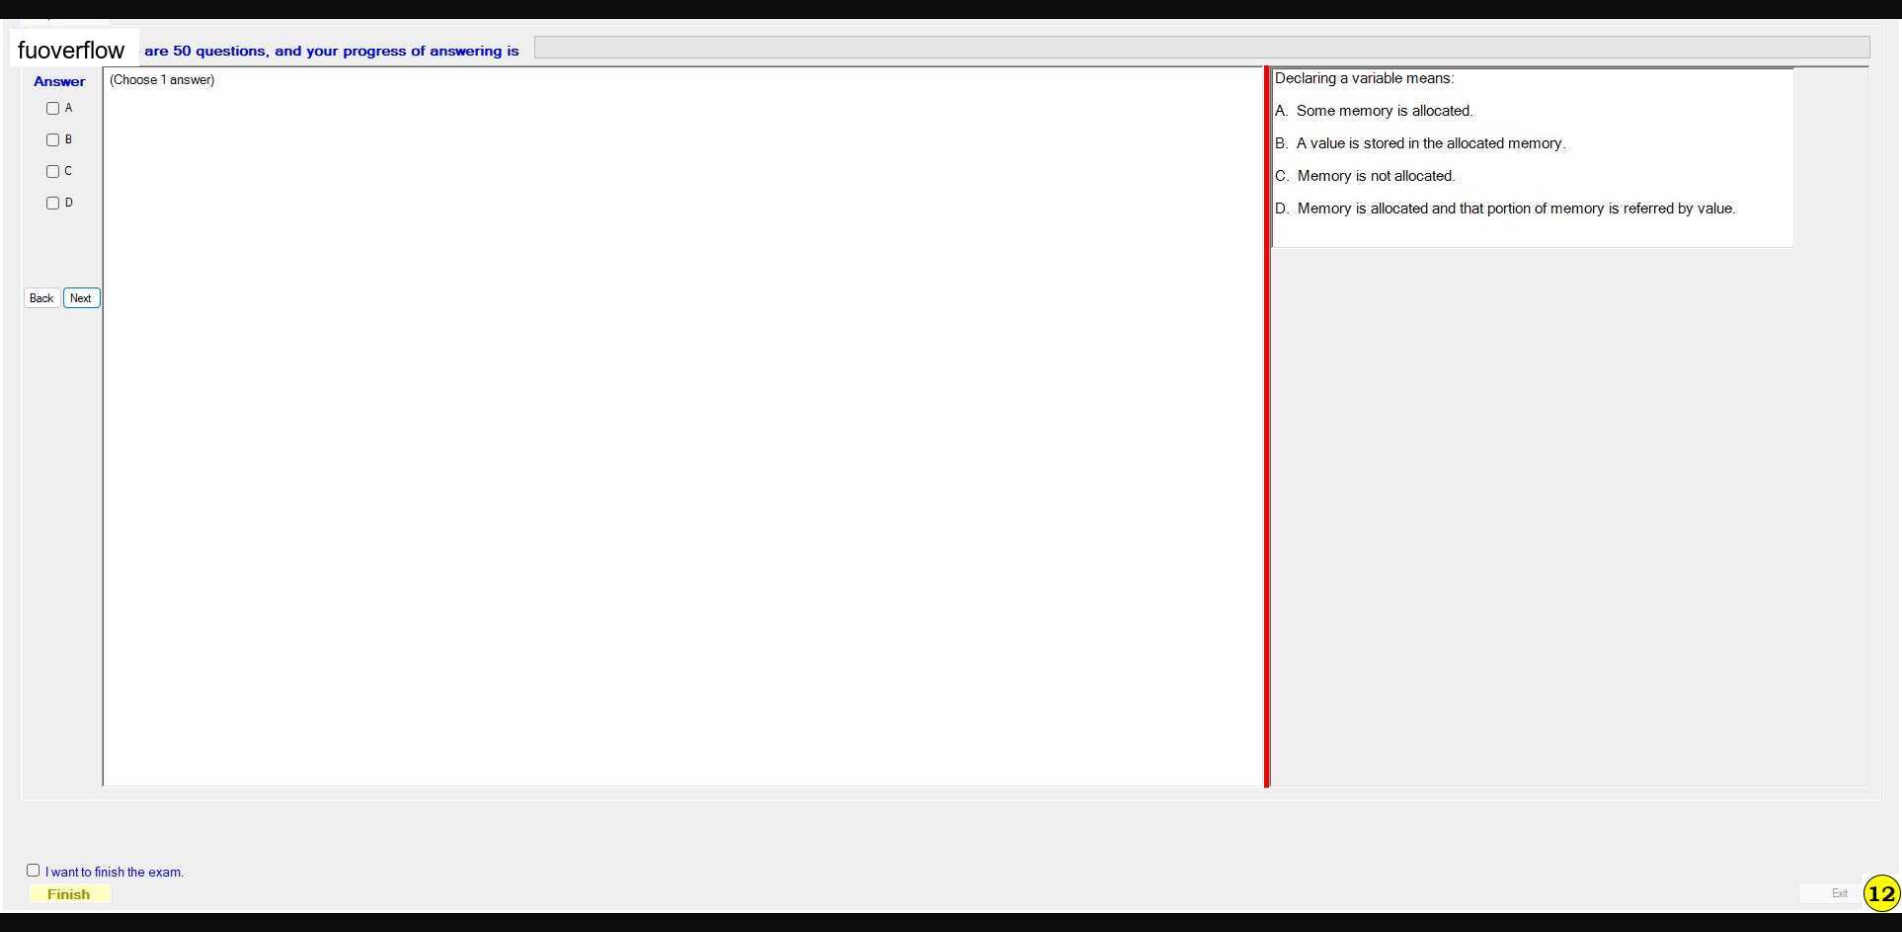 fuoverflow are 50 questions, and your progress of answering is
Answer
(Choose 1 answer)
A
B
C
D
Back Next
Declaring a variable means:
A. Some memory is allocated.
B. A value is stored in the allocated memory.
C. Memory is not allocated.
D. Memory is allocated and that portion of memory is referred by value.
I want to finish the exam.
Finish
Exit
12